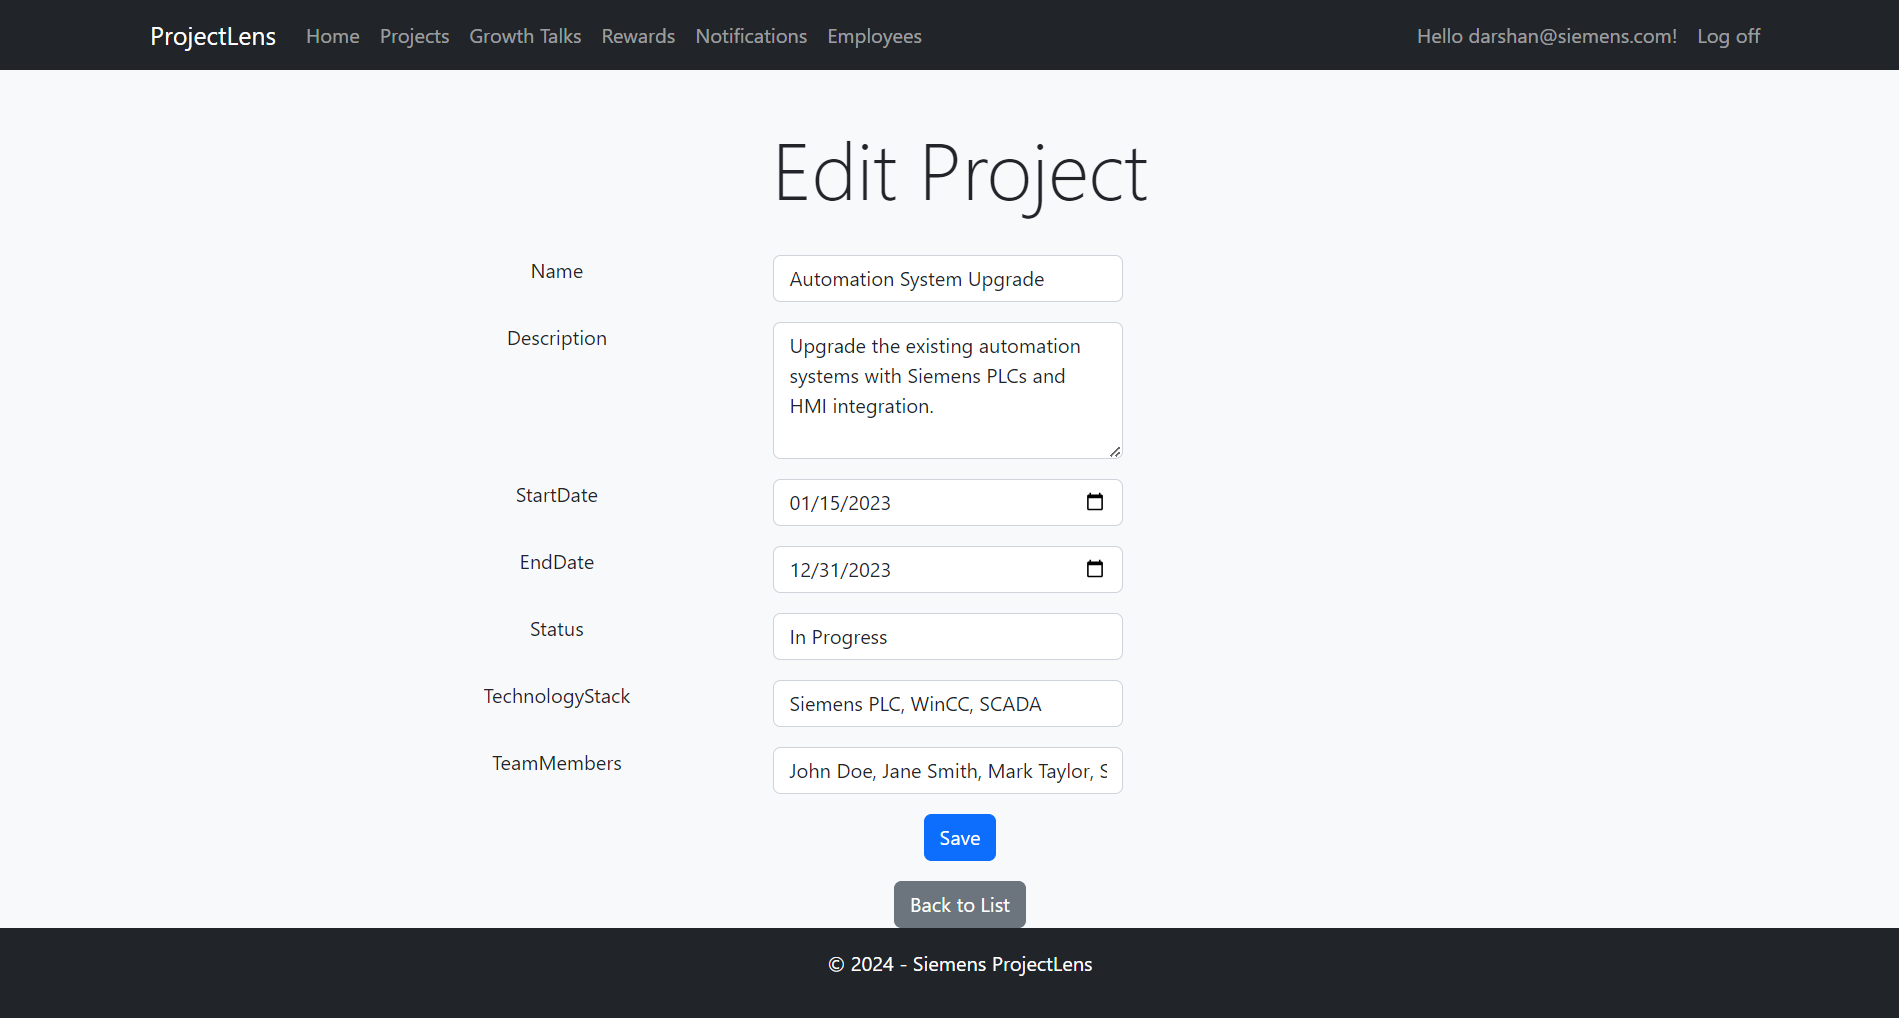 ProjectLens Home Projects Growth Talks Rewards Notifications Employees Hello darshan@siemens.com! Log off
Edit Project
Name Automation System Upgrade
Description Upgrade the existing automation
systems with Siemens PLCs and
HMI integration.
StartDate 01/15/2023
EndDate 12/31/2023
Status In Progress
TechnologyStack Siemens PLC, WinCC, SCADA
TeamMembers John Doe, Jane Smith, Mark Taylor, S
Save
Back to List
© 2024 - Siemens ProjectLens